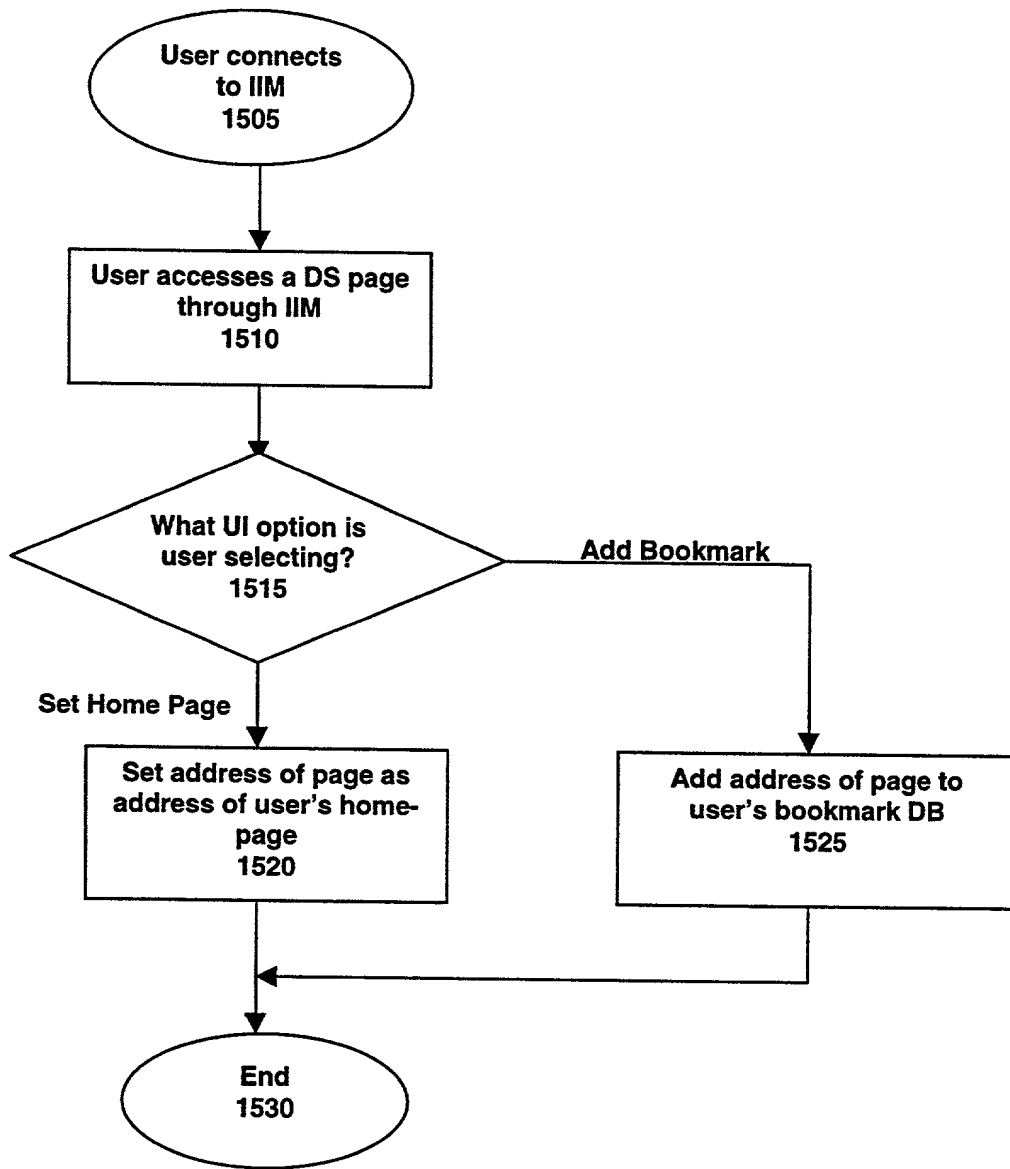 User connects
to IIM
1505
User accesses a DS page
through IIM
1510
What UI option is
user selecting?
1515
Add Bookmark
Set Home Page
Set address of page as
address of user's home-
page
1520
Add address of page to
user's bookmark DB
1525
End
1530